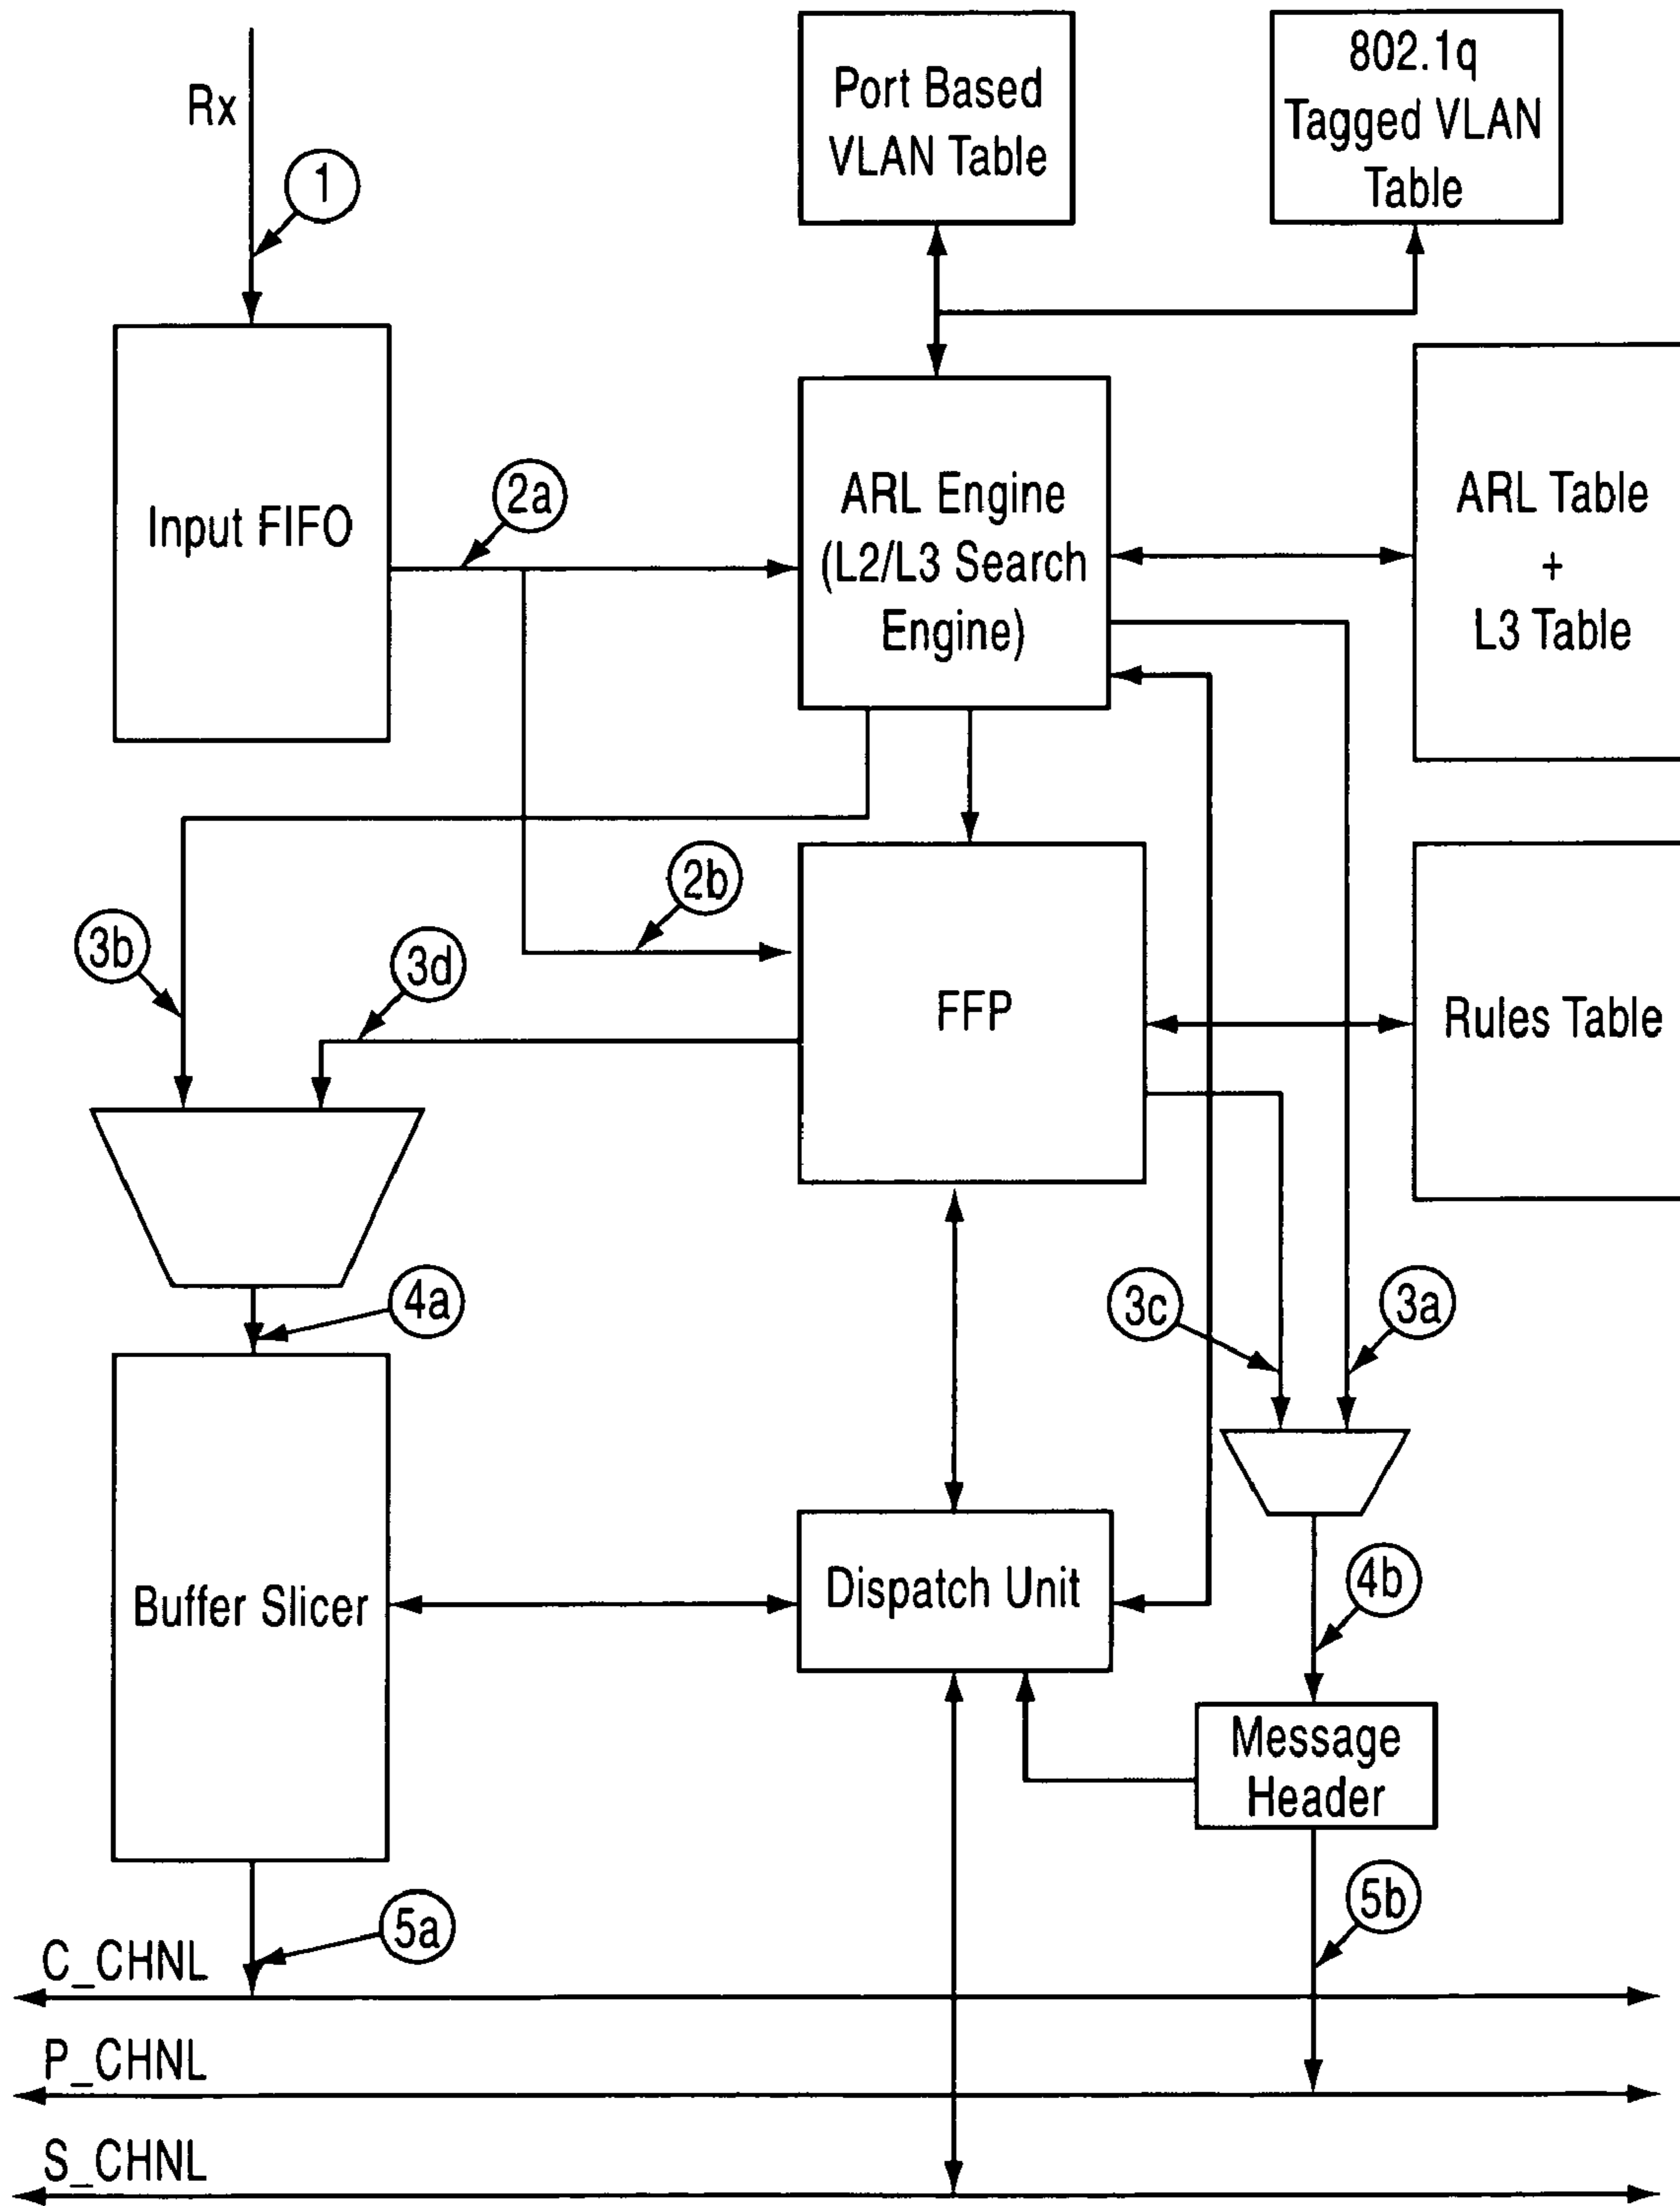 Rx
1
Port Based
VLAN Table
802.1q
Tagged VLAN
Table
Input FIFO
2a
ARL Engine
(L2/L3 Search
Engine)
ARL Table
+
L3 Table
2b
3b
3d
FFP
Rules Table
4a
3c
3a
Buffer Slicer
Dispatch Unit
4b
Message
Header
5a
5b
C_CHNL
P_CHNL
S_CHNL